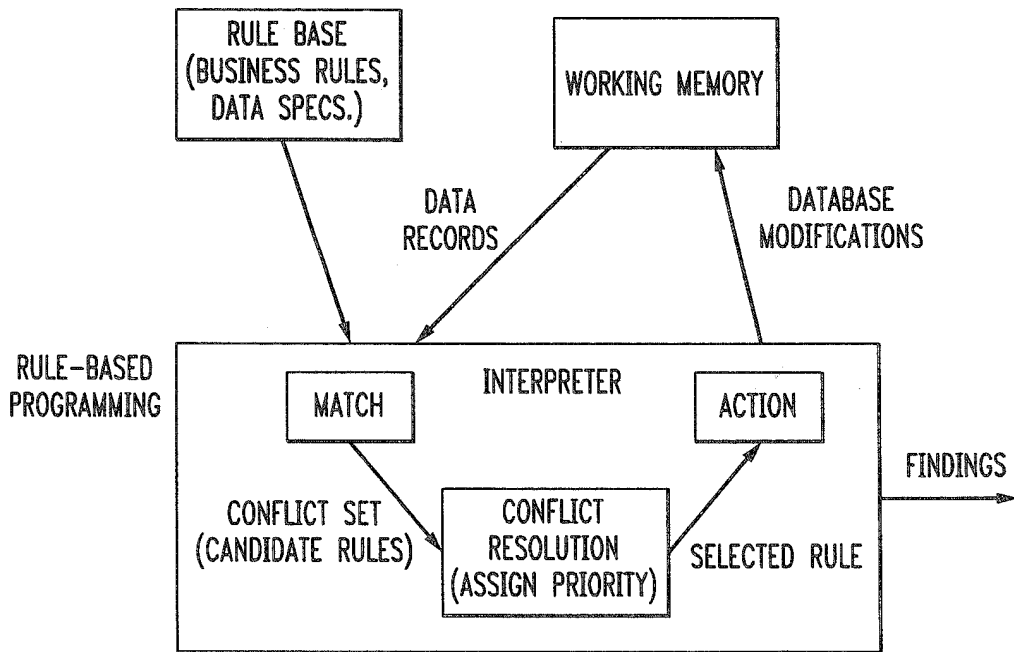 RULE BASE
(BUSINESS RULES,
DATA SPECS.)
WORKING MEMORY
DATA
RECORDS
DATABASE
MODIFICATIONS
RULE-BASED
PROGRAMMING
INTERPRETER
MATCH
ACTION
FINDINGS
CONFLICT SET
(CANDIDATE RULES)
CONFLICT
RESOLUTION
(ASSIGN PRIORITY)
SELECTED RULE